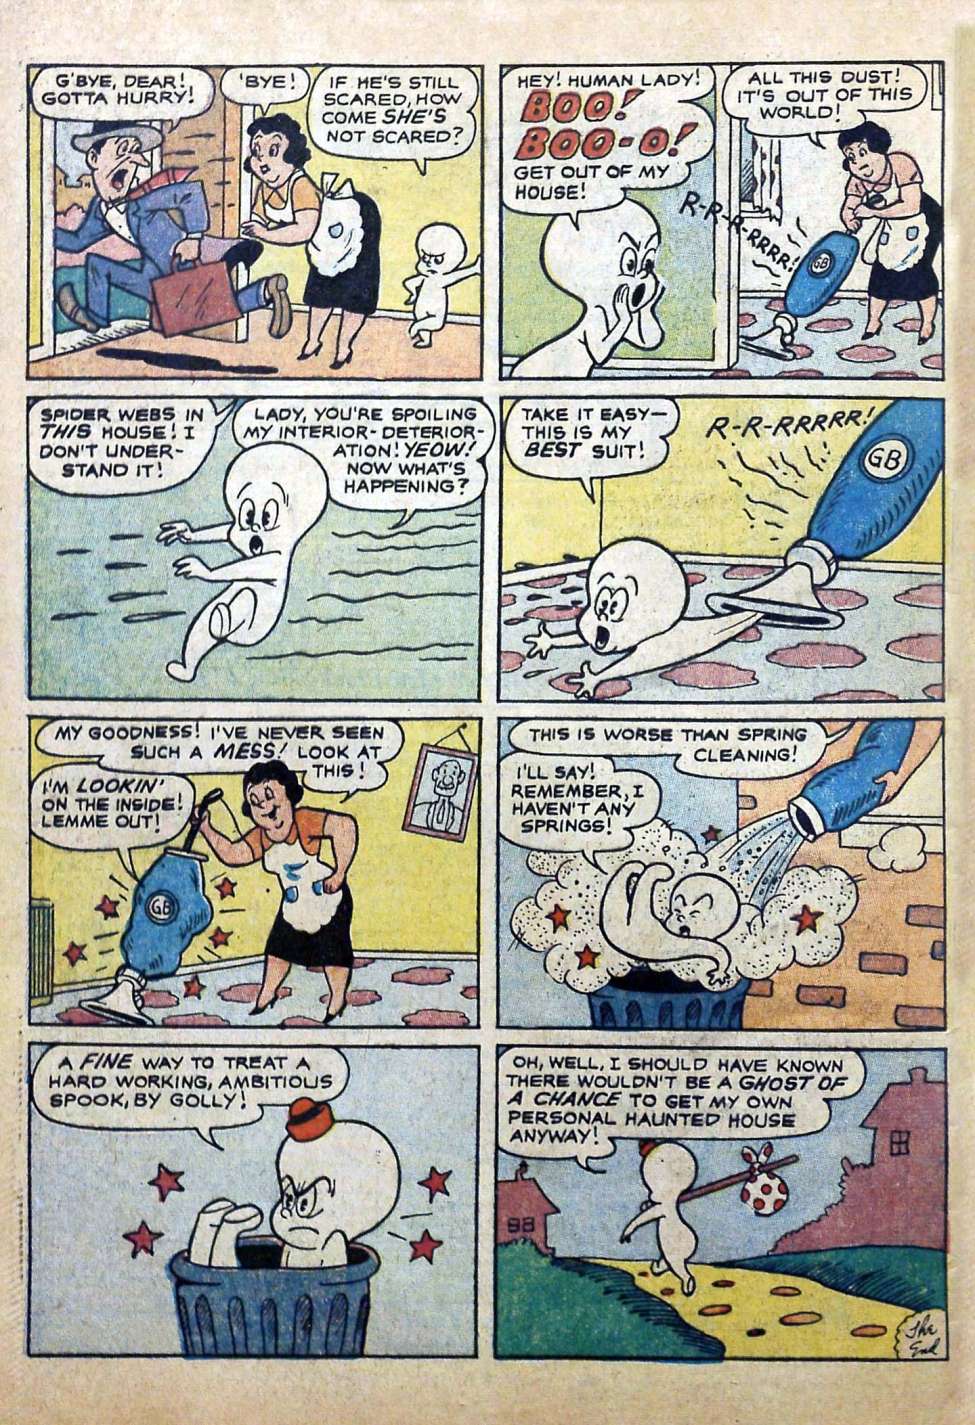 G'BYE, DEAR!
GOTTA HURRY!
'BYE!
IF HE'S STILL
SCARED, HOW
COME SHE'S
NOT SCARED?
HEY! HUMAN LADY!
BOO!
BOO-O!
GET OUT OF MY
HOUSE!
ALL THIS DUST!
IT'S OUT OF THIS
WORLD!
R-R-R-R-RRRR!
GB
SPIDER WEBS IN
THIS HOUSE! I
DON'T UNDER-
STAND IT!
LADY, YOU'RE SPOILING
MY INTERIOR-DETERIOR-
ATION! YEOW!
NOW WHAT'S
HAPPENING?
TAKE IT EASY—
THIS IS MY
BEST SUIT!
R-R-RRRRR!
GB
MY GOODNESS! I'VE NEVER SEEN
SUCH A MESS! LOOK AT
THIS!
I'M LOOKIN'
ON THE INSIDE!
LEMME OUT!
GB
THIS IS WORSE THAN SPRING
CLEANING!
I'LL SAY!
REMEMBER, I
HAVEN'T ANY
SPRINGS!
A FINE WAY TO TREAT A
HARD WORKING, AMBITIOUS
SPOOK, BY GOLLY!
OH, WELL, I SHOULD HAVE KNOWN
THERE WOULDN'T BE A GHOST OF
A CHANCE TO GET MY OWN
PERSONAL HAUNTED HOUSE
ANYWAY!
The
End